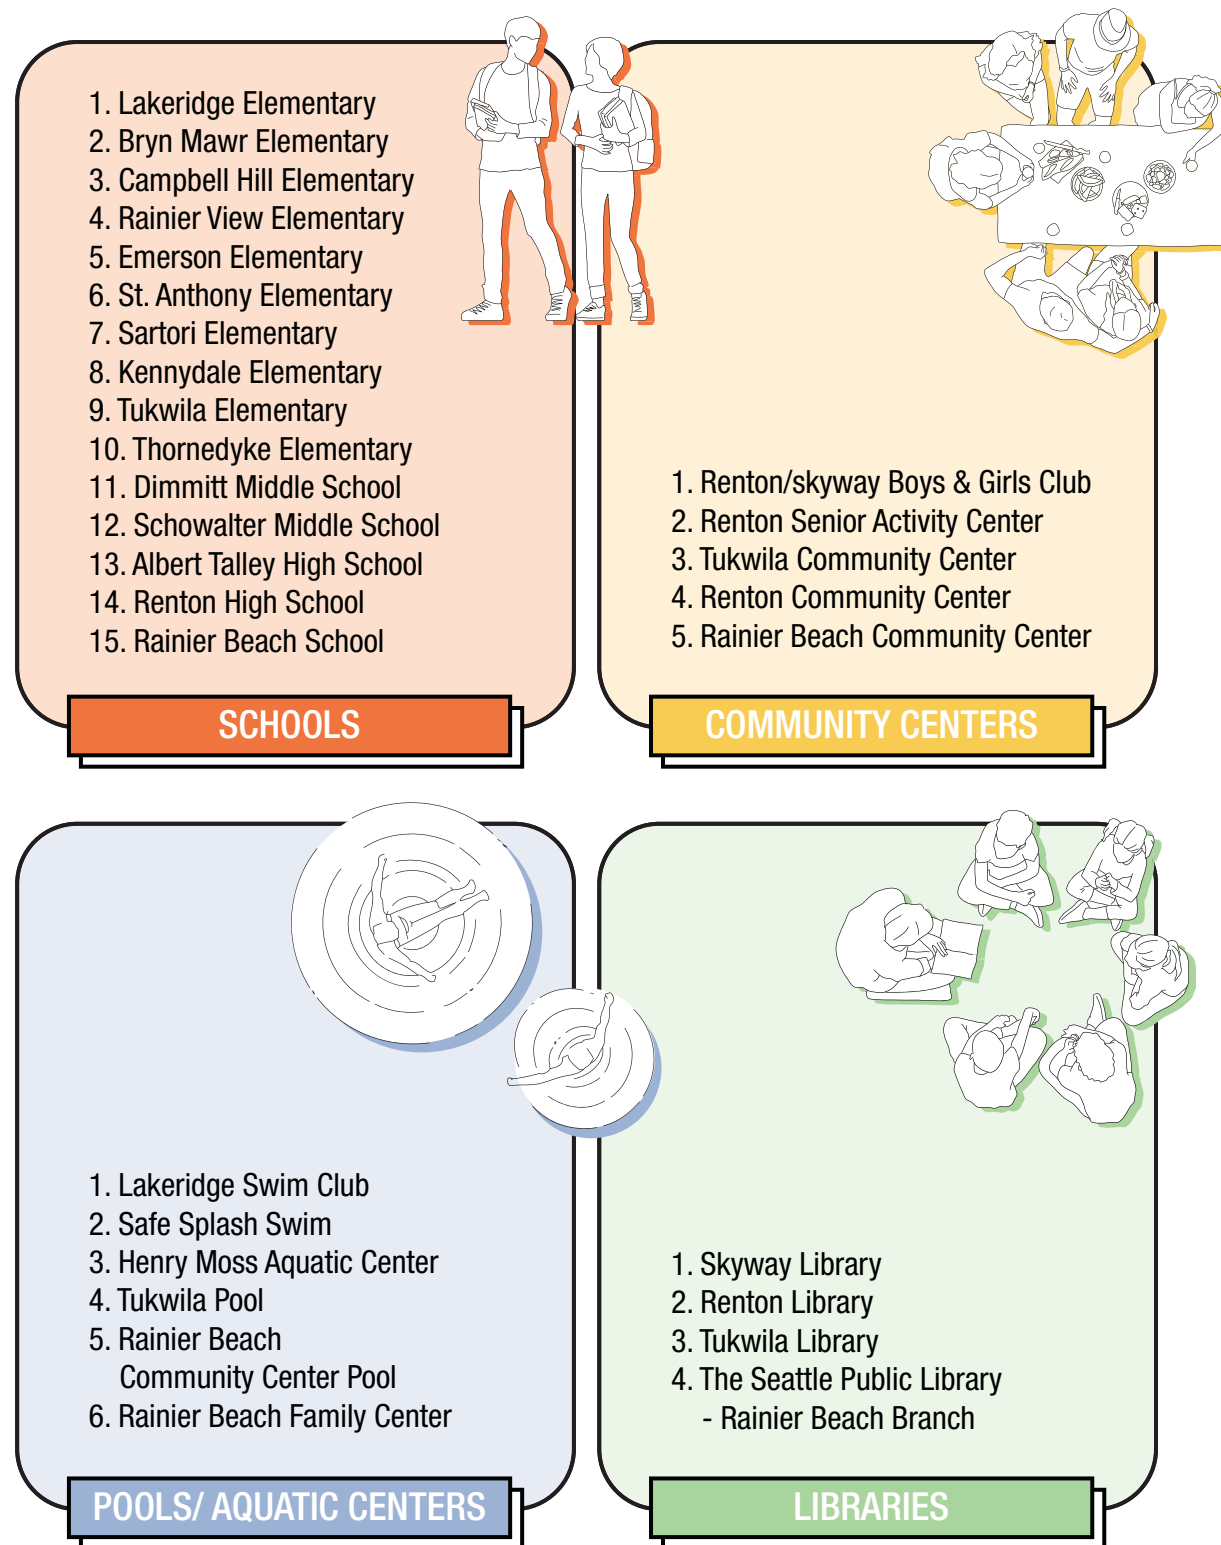 1. Lakeridge Elementary
2. Bryn Mawr Elementary
3. Campbell Hill Elementary
4. Rainier View Elementary
5. Emerson Elementary
6. St. Anthony Elementary
7. Sartori Elementary
8. Kennydale Elementary
9. Tukwila Elementary
10. Thornedyke Elementary
11. Dimmitt Middle School
12. Schowalter Middle School
13. Albert Talley High School
14. Renton High School
15. Rainier Beach School
SCHOOLS
1. Renton/skyway Boys & Girls Club
2. Renton Senior Activity Center
3. Tukwila Community Center
4. Renton Community Center
5. Rainier Beach Community Center
COMMUNITY CENTERS
1. Lakeridge Swim Club
2. Safe Splash Swim
3. Henry Moss Aquatic Center
4. Tukwila Pool
5. Rainier Beach
Community Center Pool
6. Rainier Beach Family Center
POOLS/ AQUATIC CENTERS
1. Skyway Library
2. Renton Library
3. Tukwila Library
4. The Seattle Public Library
- Rainier Beach Branch
LIBRARIES